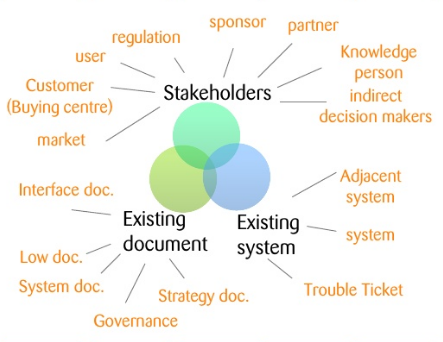 sponsor
regulation
partner
user
Knowledge
person
Customer
(Buying centre)
Stakeholders
indirect
decision makers
market
Interface doc.
Adjacent
system
Existing
document
Existing
system
system
Low doc.
System doc.
Strategy doc.
Trouble Ticket
Governance